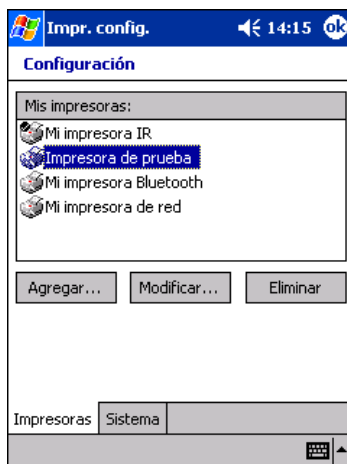 Impr. config. 14:15 ok
Configuración
Mis impresoras:
Mi impresora IR
Impresora de prueba
Mi impresora Bluetooth
Mi impresora de red
Agregar... Modificar... Eliminar
Impresoras Sistema